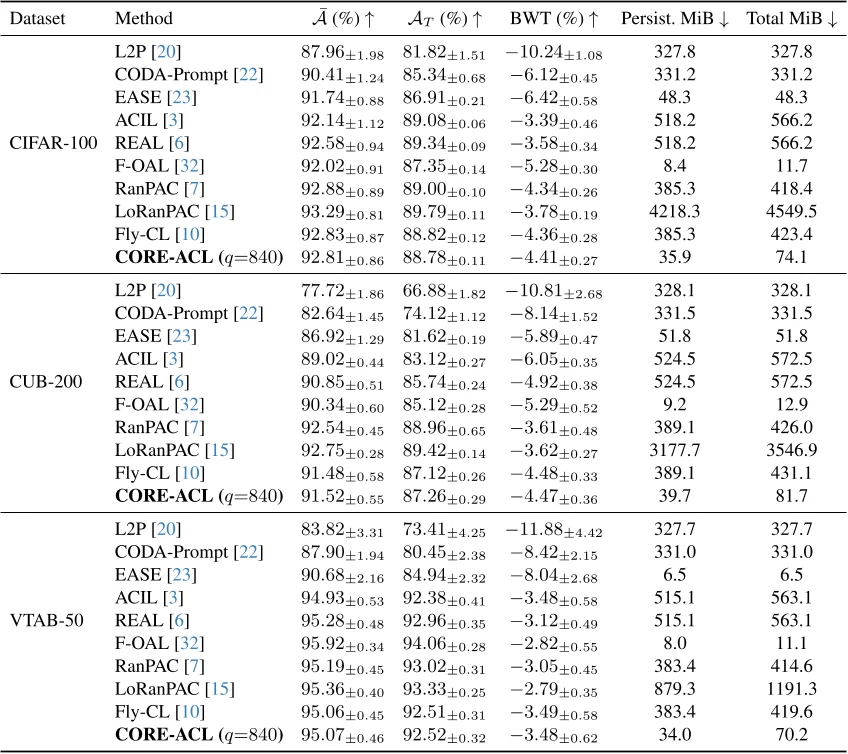 Dataset Method Ā (%) ↑ A_T (%) ↑ BWT (%) ↑ Persist. MiB ↓ Total MiB ↓
L2P [20] 87.96±1.98 81.82±1.51 −10.24±1.08 327.8 327.8
CODA-Prompt [22] 90.41±1.24 85.34±0.68 −6.12±0.45 331.2 331.2
EASE [23] 91.74±0.88 86.91±0.21 −6.42±0.58 48.3 48.3
ACIL [3] 92.14±1.12 89.08±0.06 −3.39±0.46 518.2 566.2
CIFAR-100 REAL [6] 92.58±0.94 89.34±0.09 −3.58±0.34 518.2 566.2
F-OAL [32] 92.02±0.91 87.35±0.14 −5.28±0.30 8.4 11.7
RanPAC [7] 92.88±0.89 89.00±0.10 −4.34±0.26 385.3 418.4
LoRanPAC [15] 93.29±0.81 89.79±0.11 −3.78±0.19 4218.3 4549.5
Fly-CL [10] 92.83±0.87 88.82±0.12 −4.36±0.28 385.3 423.4
CORE-ACL (q=840) 92.81±0.86 88.78±0.11 −4.41±0.27 35.9 74.1
L2P [20] 77.72±1.86 66.88±1.82 −10.81±2.68 328.1 328.1
CODA-Prompt [22] 82.64±1.45 74.12±1.12 −8.14±1.52 331.5 331.5
EASE [23] 86.92±1.29 81.62±0.19 −5.89±0.47 51.8 51.8
ACIL [3] 89.02±0.44 83.12±0.27 −6.05±0.35 524.5 572.5
CUB-200 REAL [6] 90.85±0.51 85.74±0.24 −4.92±0.38 524.5 572.5
F-OAL [32] 90.34±0.60 85.12±0.28 −5.29±0.52 9.2 12.9
RanPAC [7] 92.54±0.45 88.96±0.65 −3.61±0.48 389.1 426.0
LoRanPAC [15] 92.75±0.28 89.42±0.14 −3.62±0.27 3177.7 3546.9
Fly-CL [10] 91.48±0.58 87.12±0.26 −4.48±0.33 389.1 431.1
CORE-ACL (q=840) 91.52±0.55 87.26±0.29 −4.47±0.36 39.7 81.7
L2P [20] 83.82±3.31 73.41±4.25 −11.88±4.42 327.7 327.7
CODA-Prompt [22] 87.90±1.94 80.45±2.38 −8.42±2.15 331.0 331.0
EASE [23] 90.68±2.16 84.94±2.32 −8.04±2.68 6.5 6.5
ACIL [3] 94.93±0.53 92.38±0.41 −3.48±0.58 515.1 563.1
VTAB-50 REAL [6] 95.28±0.48 92.96±0.35 −3.12±0.49 515.1 563.1
F-OAL [32] 95.92±0.34 94.06±0.28 −2.82±0.55 8.0 11.1
RanPAC [7] 95.19±0.45 93.02±0.31 −3.05±0.45 383.4 414.6
LoRanPAC [15] 95.36±0.40 93.33±0.25 −2.79±0.35 879.3 1191.3
Fly-CL [10] 95.06±0.45 92.51±0.31 −3.49±0.58 383.4 419.6
CORE-ACL (q=840) 95.07±0.46 92.52±0.32 −3.48±0.62 34.0 70.2